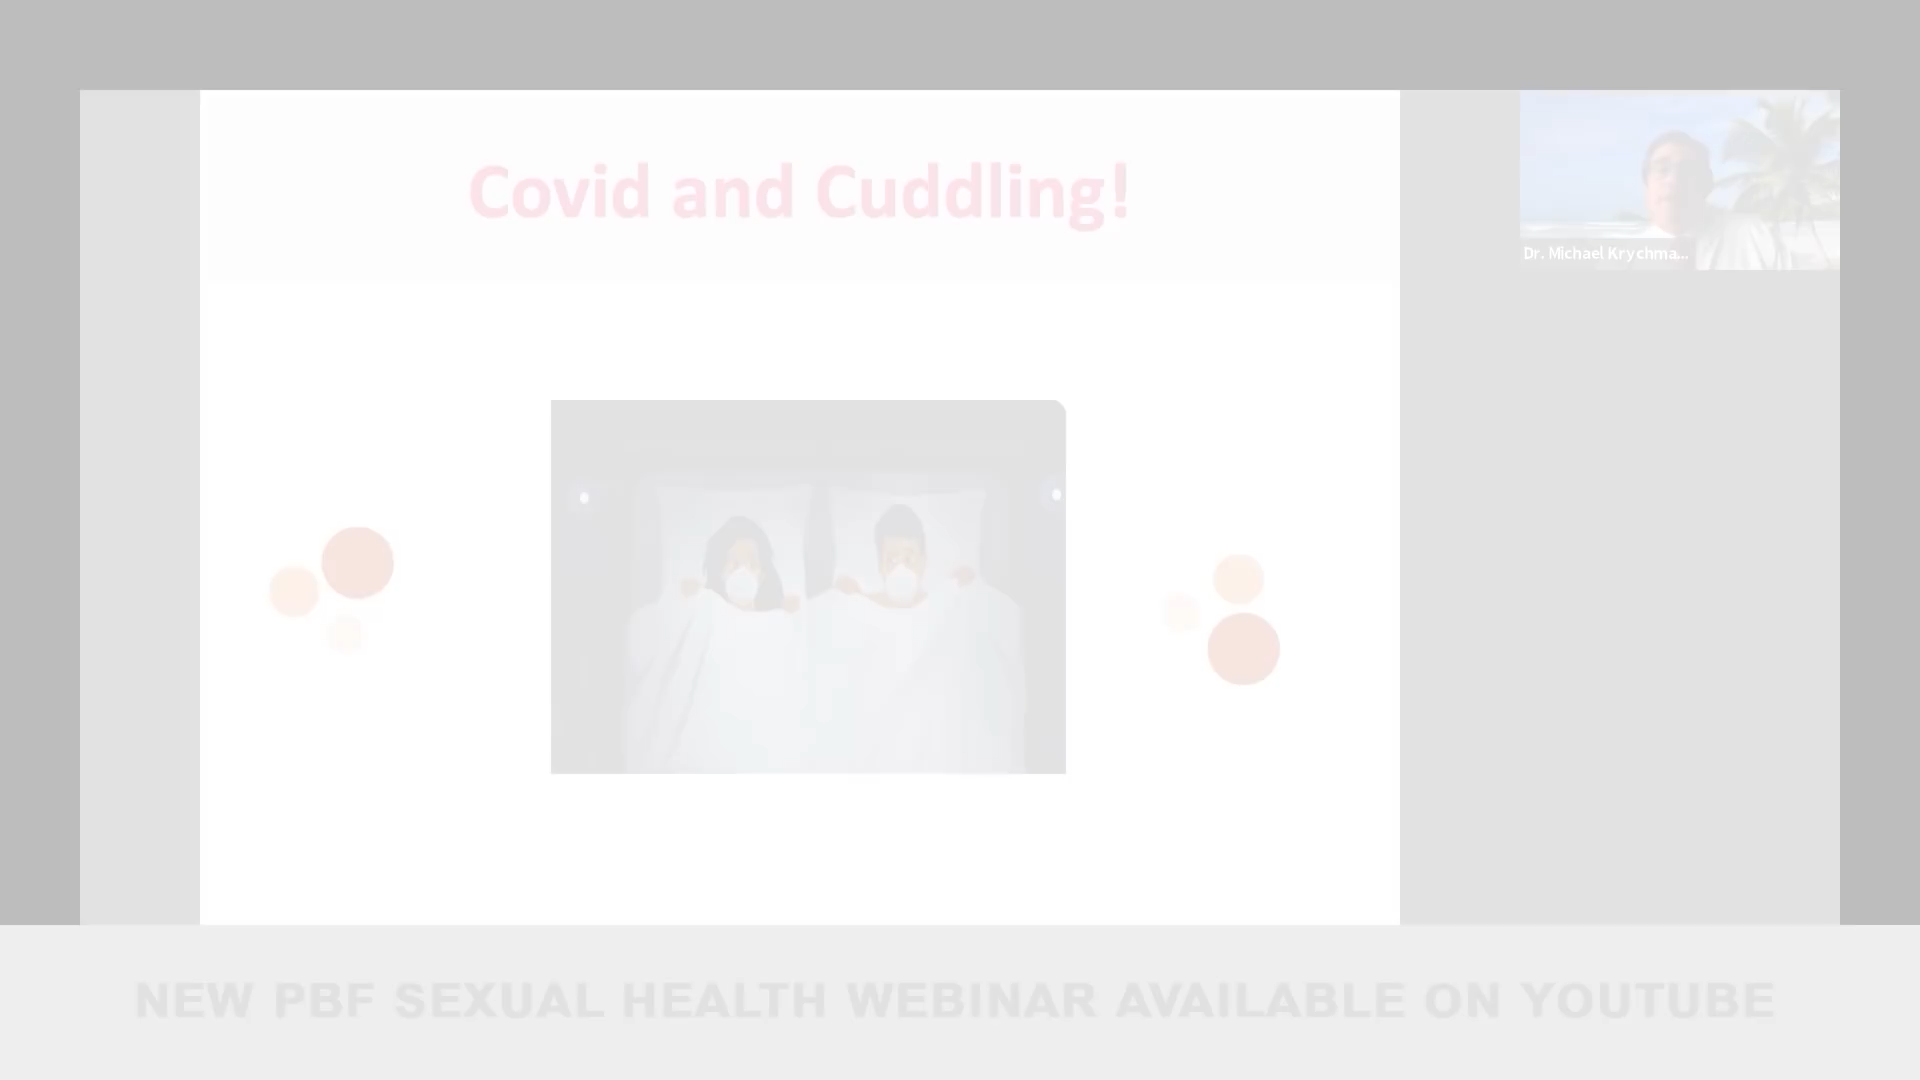 Covid and Cuddling!
Dr. Michael Krychma...
NEW PBF SEXUAL HEALTH WEBINAR AVAILABLE ON YOUTUBE